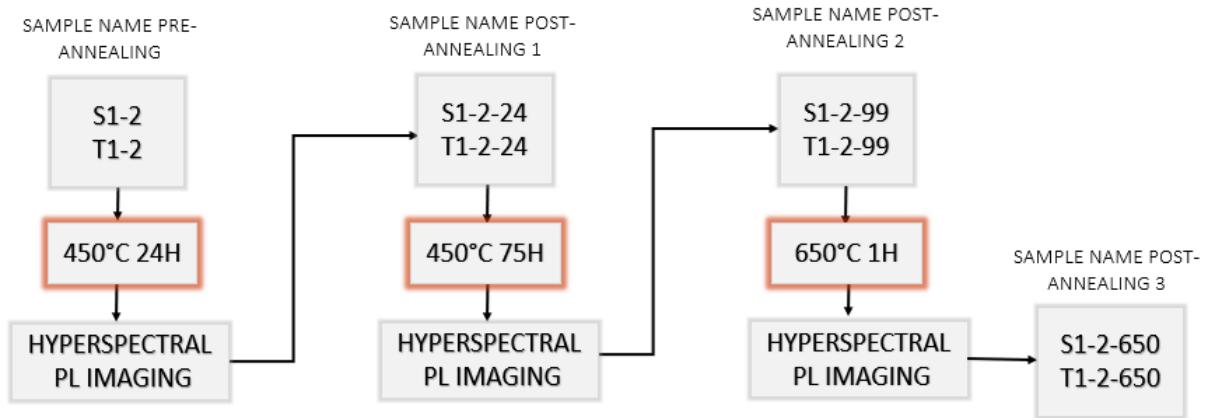 SAMPLE NAME PRE-
ANNEALING
S1-2
T1-2
450°C 24H
HYPERSPECTRAL
PL IMAGING
SAMPLE NAME POST-
ANNEALING 1
S1-2-24
T1-2-24
450°C 75H
HYPERSPECTRAL
PL IMAGING
SAMPLE NAME POST-
ANNEALING 2
S1-2-99
T1-2-99
650°C 1H
HYPERSPECTRAL
PL IMAGING
SAMPLE NAME POST-
ANNEALING 3
S1-2-650
T1-2-650